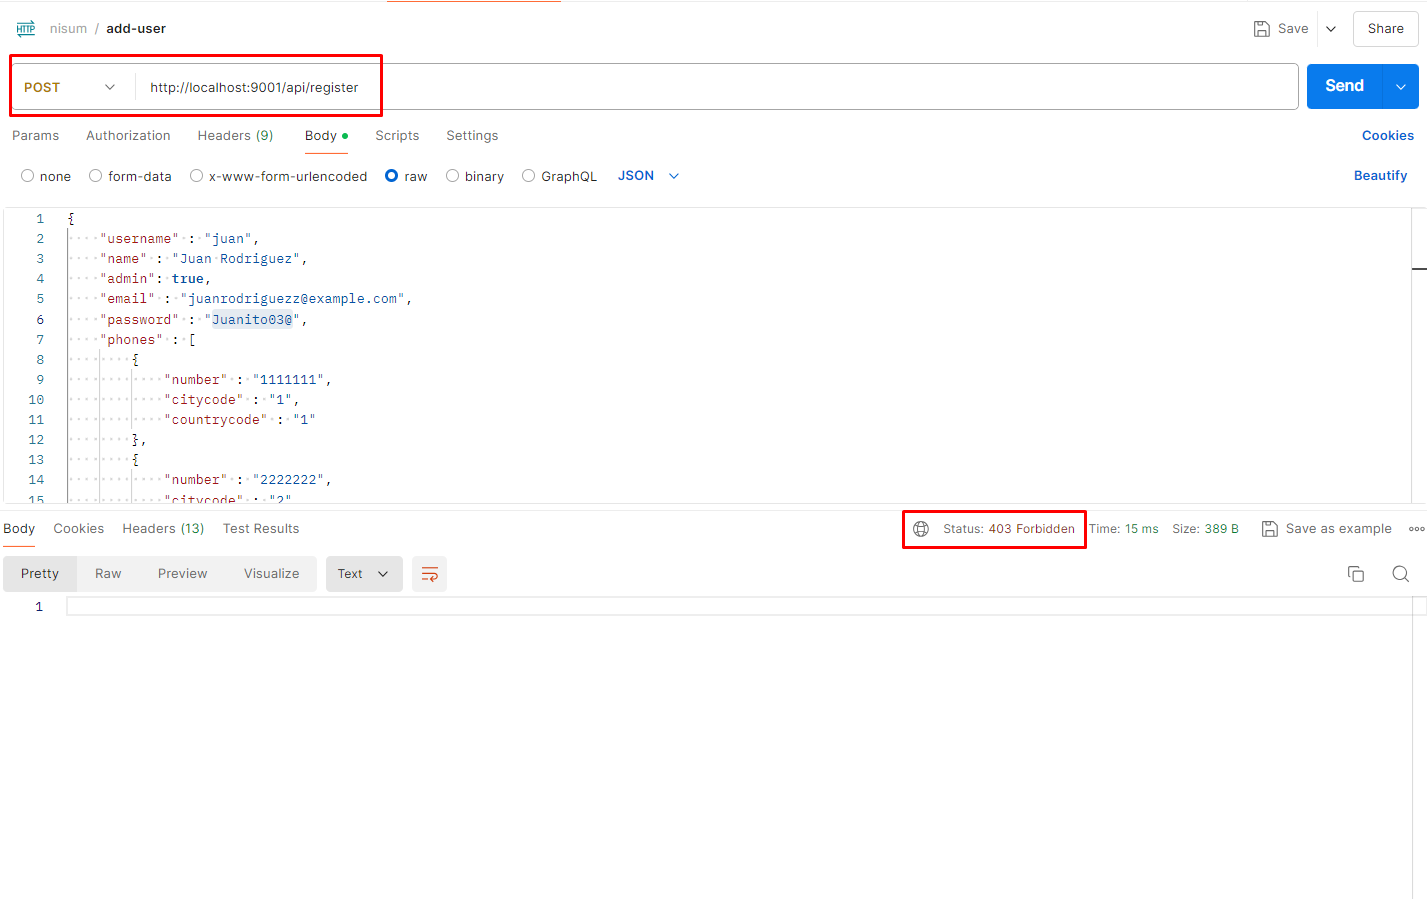 HTTP nisum / add-user Save Share
POST http://localhost:9001/api/register Send
Params Authorization Headers (9) Body Scripts Settings Cookies
none form-data x-www-form-urlencoded raw binary GraphQL JSON Beautify
1 {
2 "username" : "juan",
3 "name" : "Juan Rodriguez",
4 "admin": true,
5 "email" : "juanrodriguezz@example.com",
6 "password" : "Juanito03@",
7 "phones" : [
8 {
9 "number" : "1111111",
10 "citycode" : "1",
11 "countrycode" : "1"
12 },
13 {
14 "number" : "2222222",
15 "citycode" : "2"
Body Cookies Headers (13) Test Results Status: 403 Forbidden Time: 15 ms Size: 389 B Save as example
Pretty Raw Preview Visualize Text
1